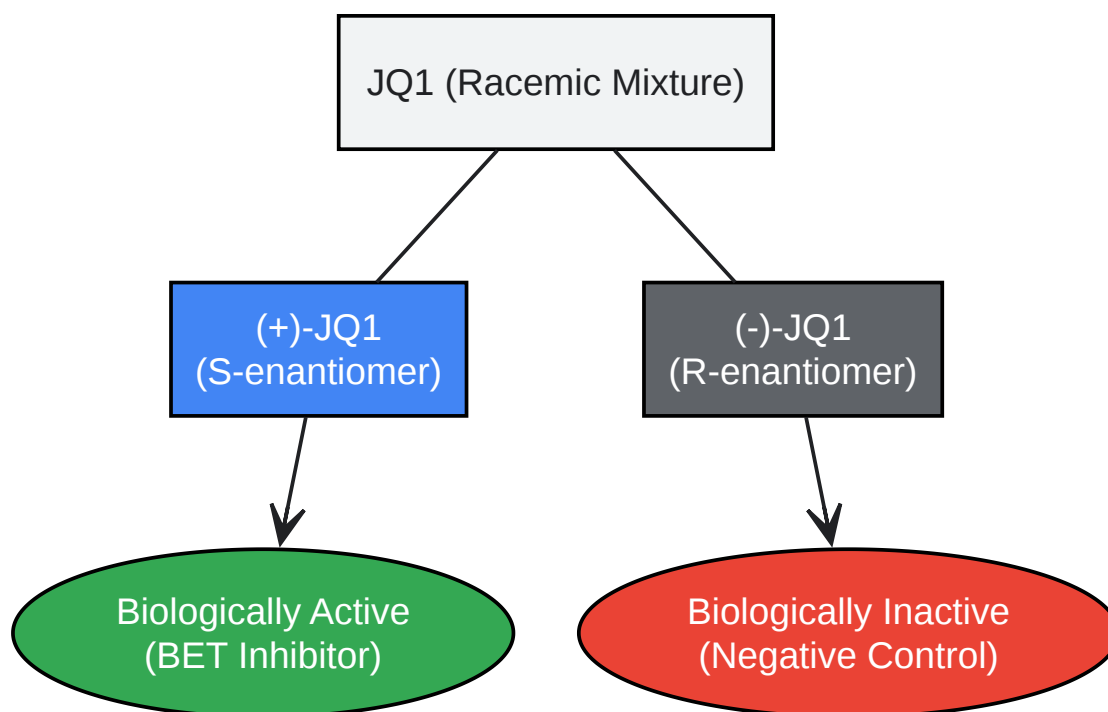 JQ1 (Racemic Mixture)
(+)-JQ1
(S-enantiomer)
(-)-JQ1
(R-enantiomer)
Biologically Active
(BET Inhibitor)
Biologically Inactive
(Negative Control)